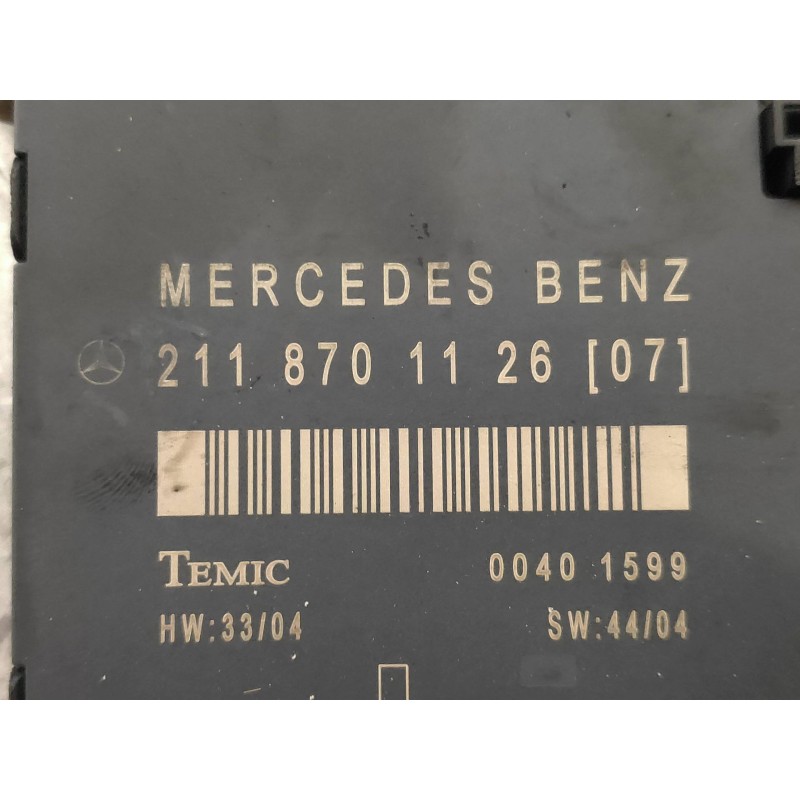 MERCEDES BENZ
211 870 11 26 [07]
TEMIC 0040 1599
HW:33/04 SW:44/04